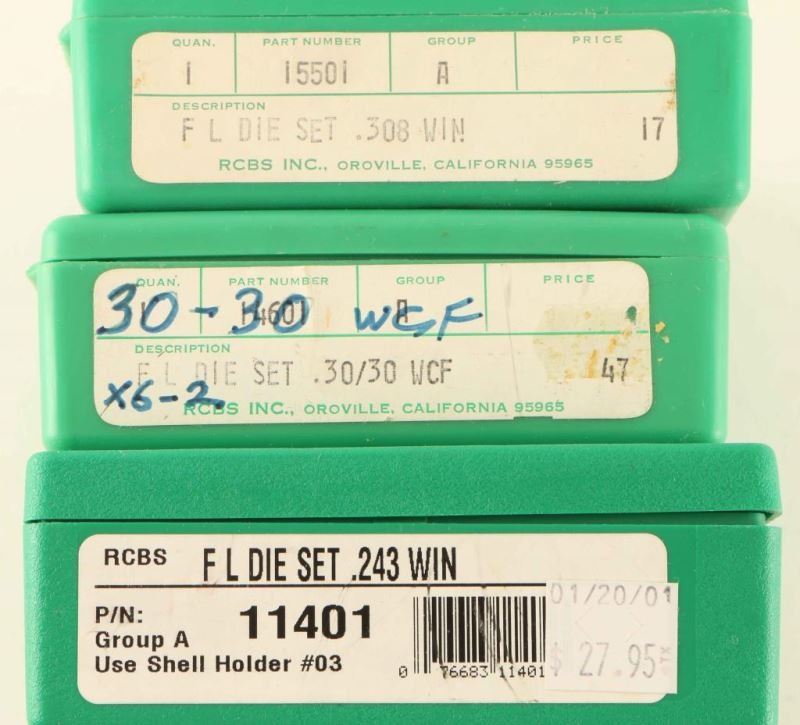 QUAN. PART NUMBER GROUP PRICE
1 15501 A
DESCRIPTION
F L DIE SET .308 WIN 17
RCBS INC., OROVILLE, CALIFORNIA 95965
QUAN. PART NUMBER GROUP PRICE
1 14601 A
30-30 WCF
DESCRIPTION
F L DIE SET .30/30 WCF 47
X6-2
RCBS INC., OROVILLE, CALIFORNIA 95965
RCBS F L DIE SET .243 WIN
P/N: 11401
Group A
Use Shell Holder #03
0 76683 11401
01/20/01
$ 27.95 TX